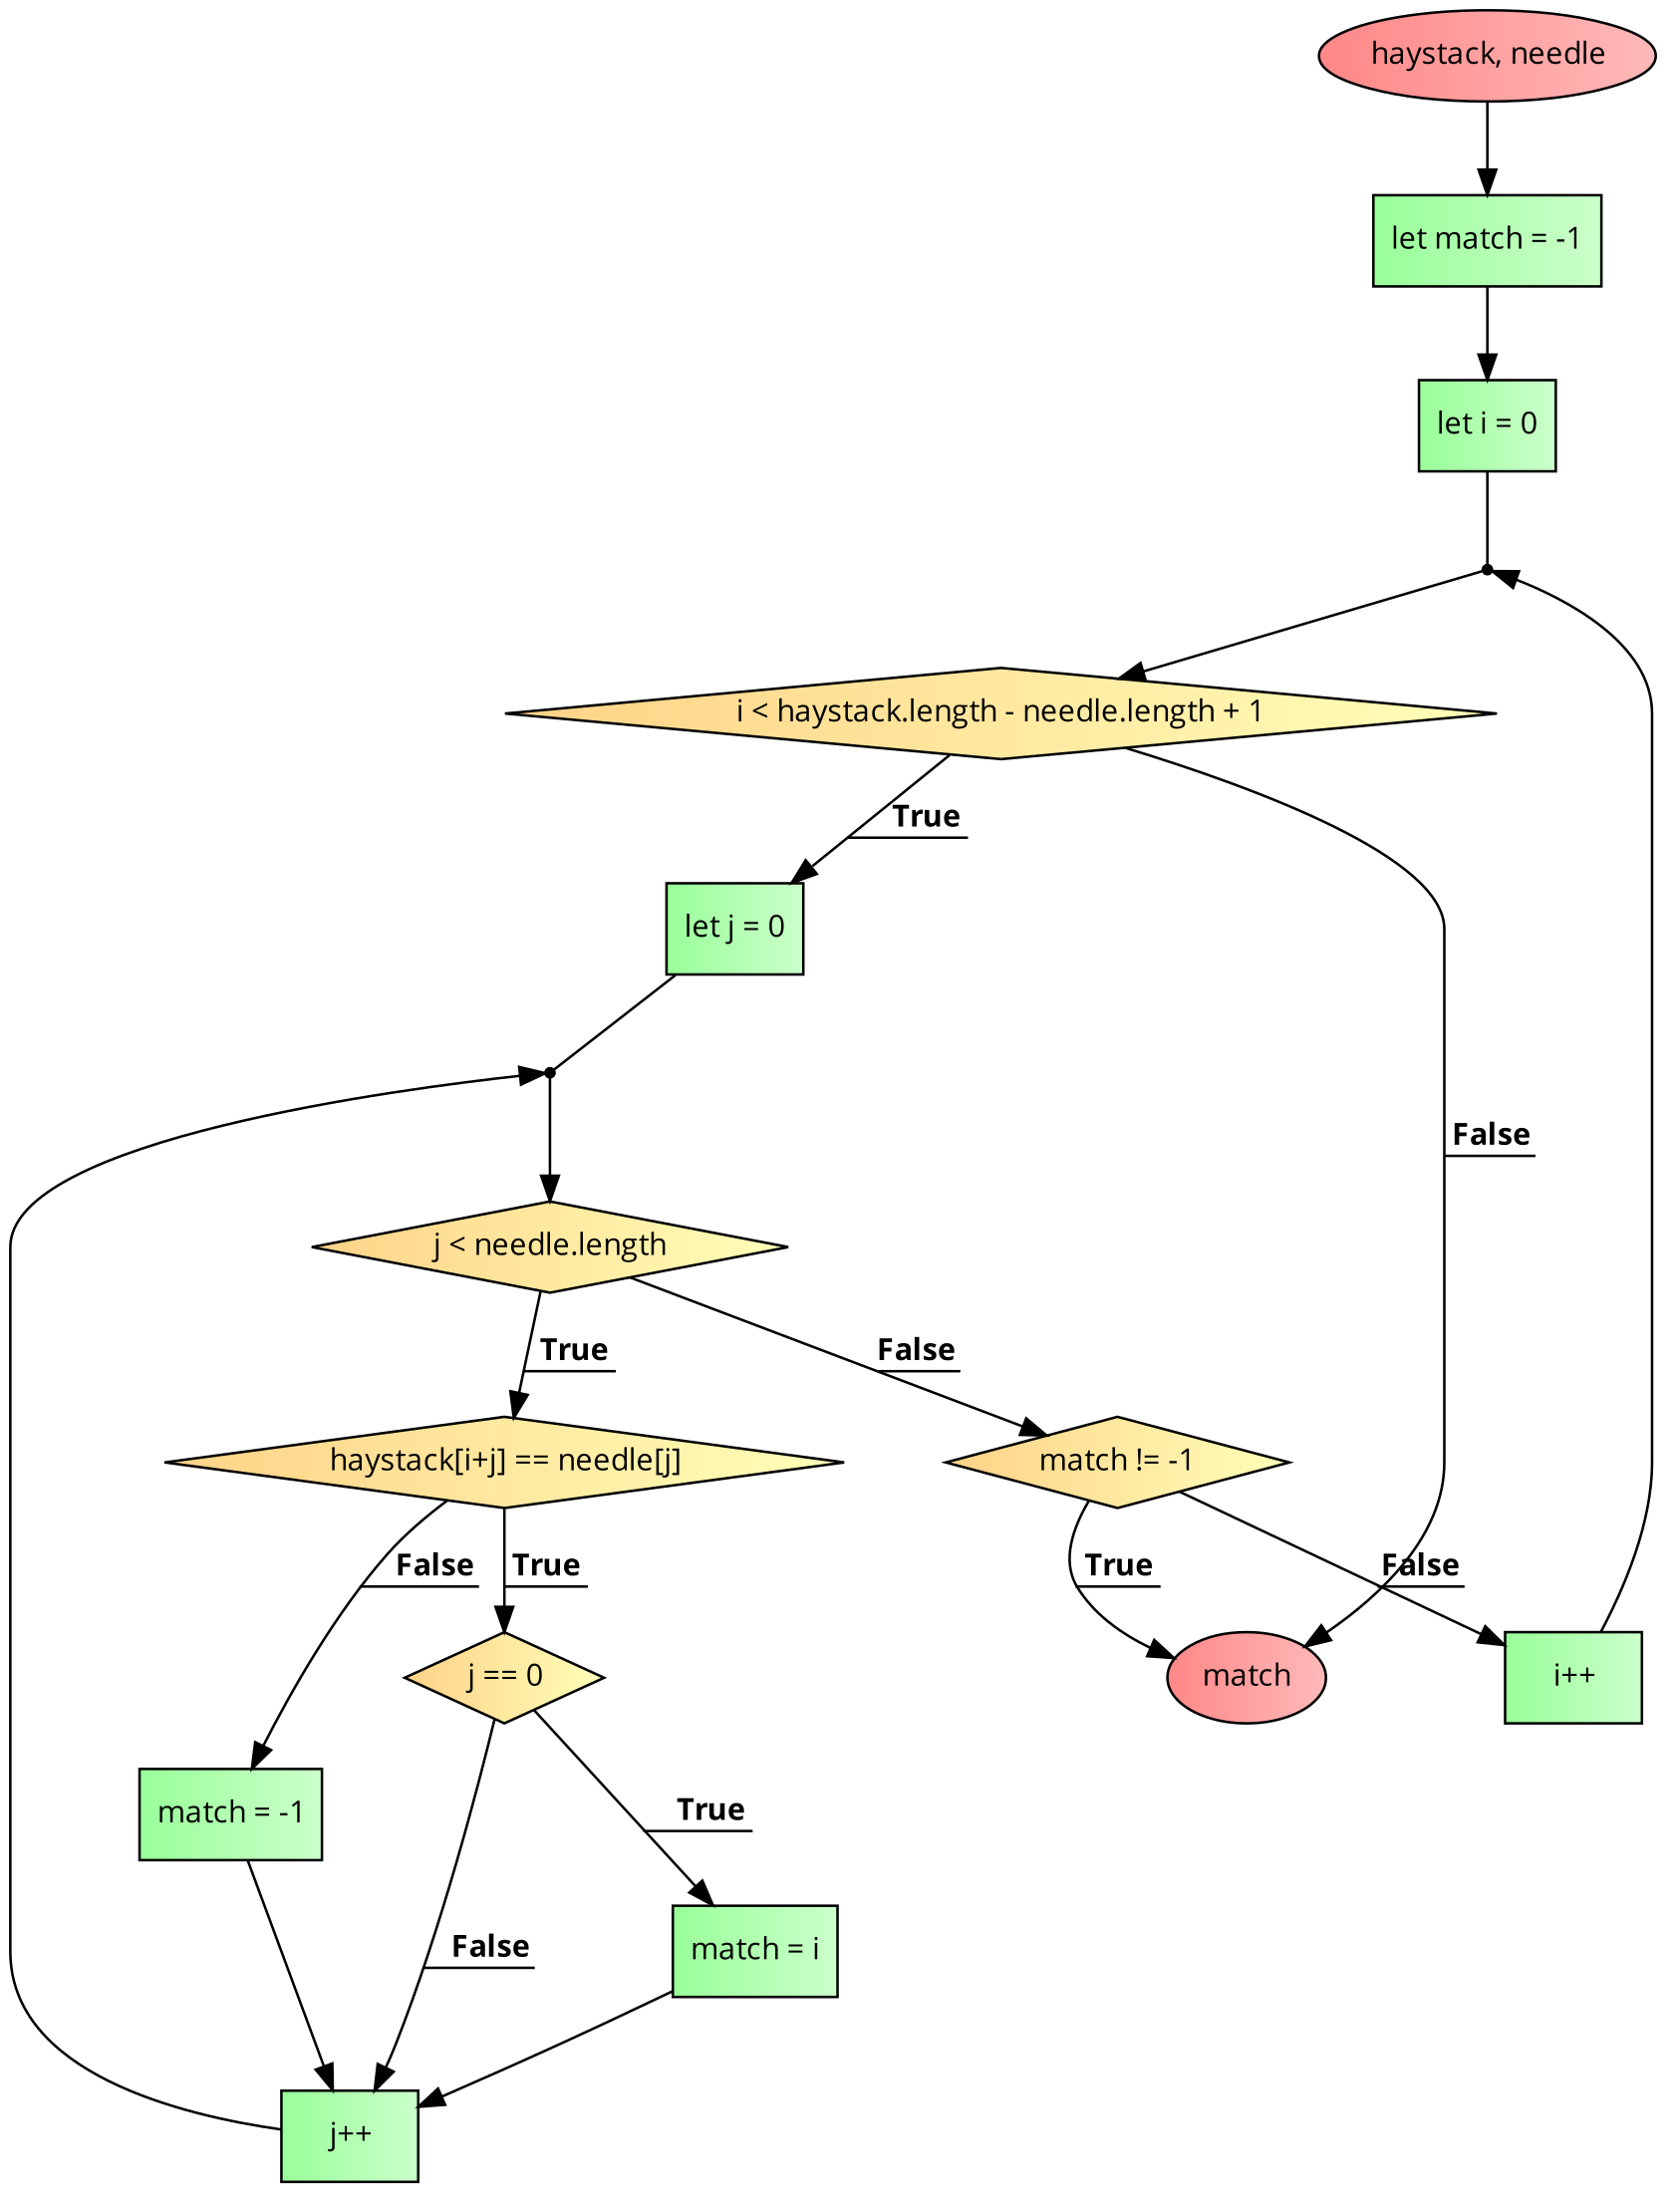 haystack, needle
let match = -1
let i = 0
i < haystack.length - needle.length + 1
True
let j = 0
False
j < needle.length
True
False
haystack[i+j] == needle[j]
match != -1
False
True
True
False
j == 0
match
i++
match = -1
True
False
match = i
j++